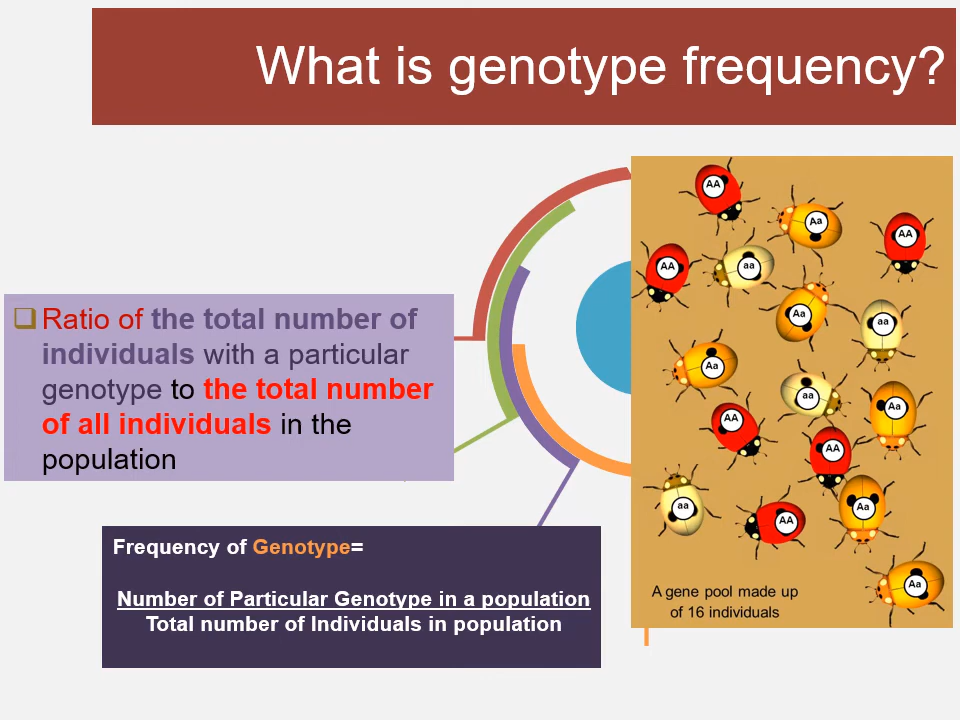 What is genotype frequency?
Ratio of the total number of
individuals with a particular
genotype to the total number
of all individuals in the
population
Frequency of Genotype=
Number of Particular Genotype in a population
Total number of Individuals in population
AA
Aa
AA
AA
aa
Aa
aa
Aa
aa
Aa
AA
AA
aa
AA
Aa
Aa
A gene pool made up
of 16 individuals